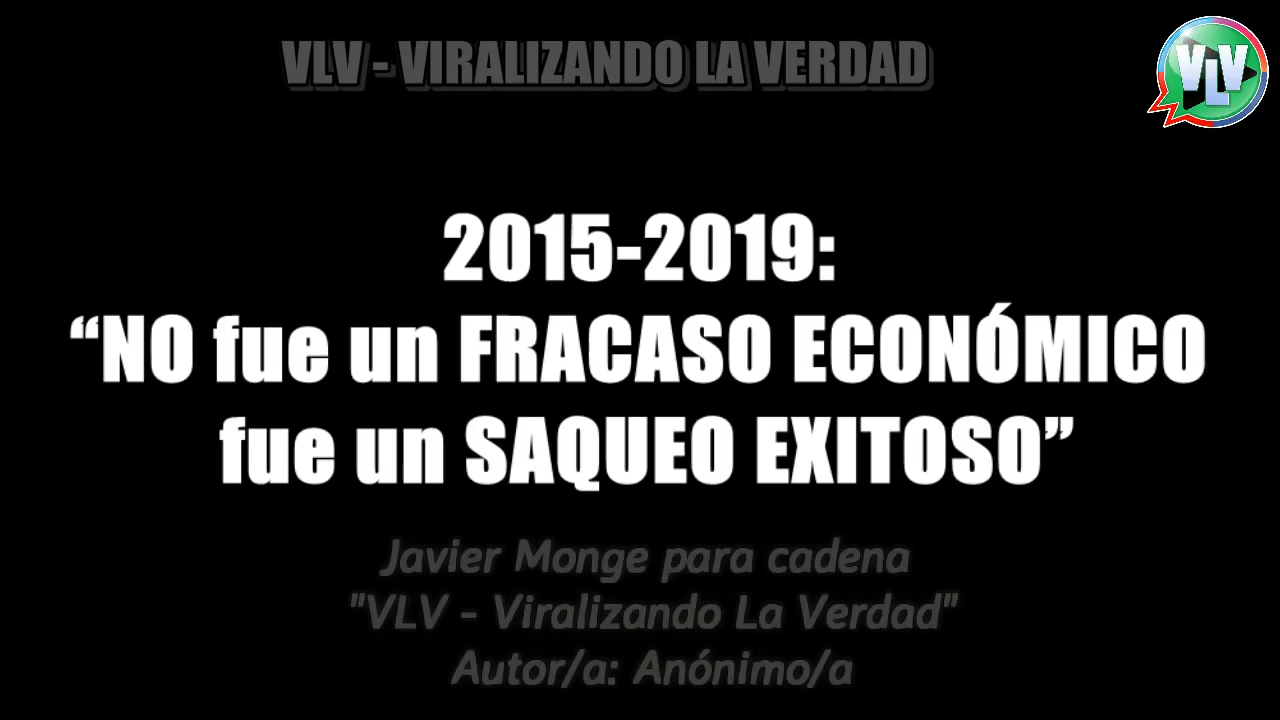 VLV - VIRALIZANDO LA VERDAD
VLV
2015-2019:
“NO fue un FRACASO ECONÓMICO
fue un SAQUEO EXITOSO”
Javier Monge para cadena
"VLV - Viralizando La Verdad"
Autor/a: Anónimo/a